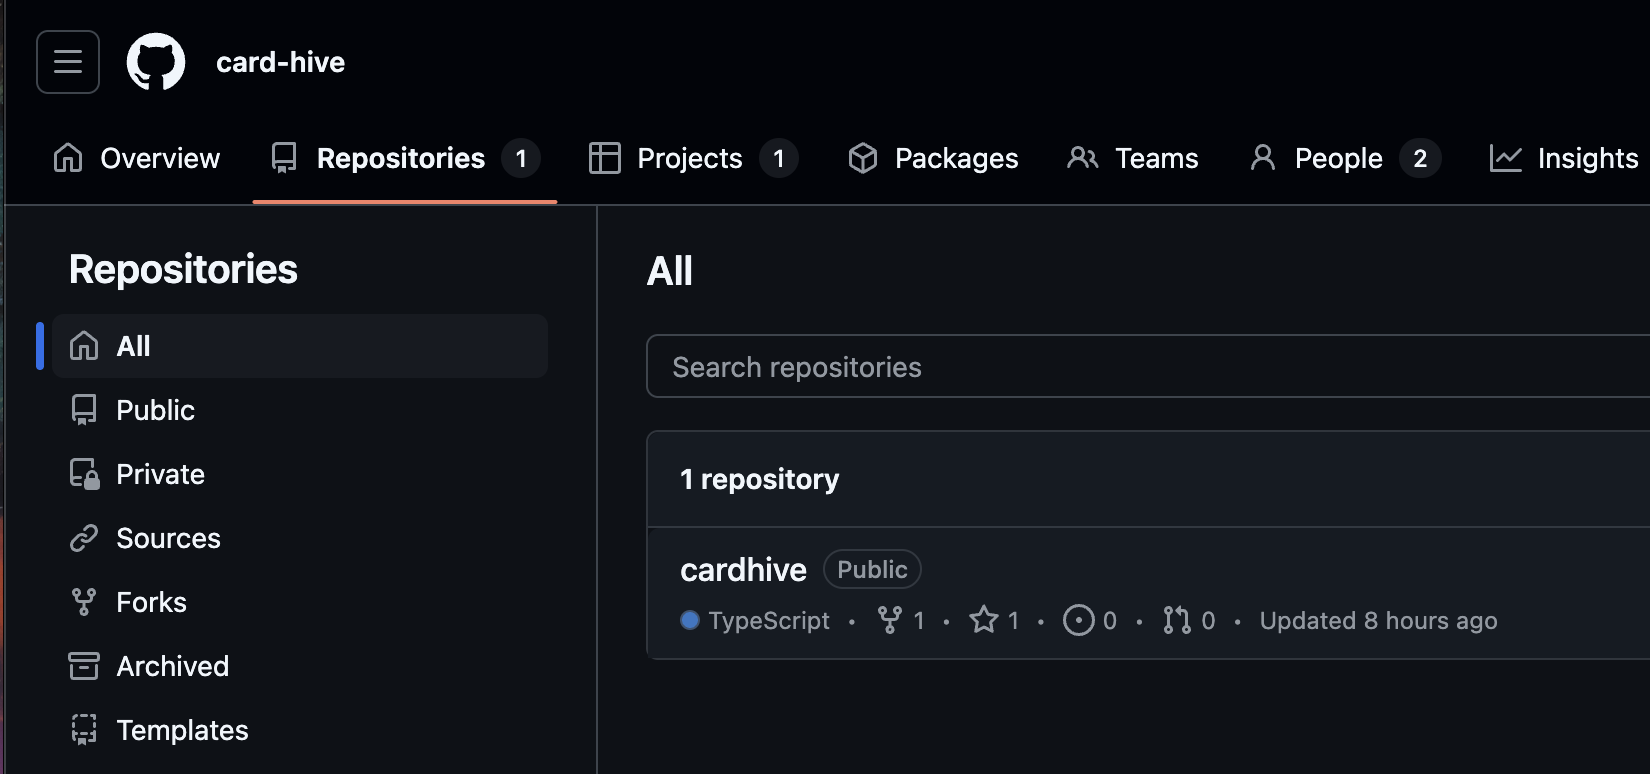 card-hive
Overview Repositories 1 Projects 1 Packages Teams People 2 Insights
Repositories
All
Public
Private
Sources
Forks
Archived
Templates
All
Search repositories
1 repository
cardhive Public
TypeScript · 1 · 1 · 0 · 0 · Updated 8 hours ago